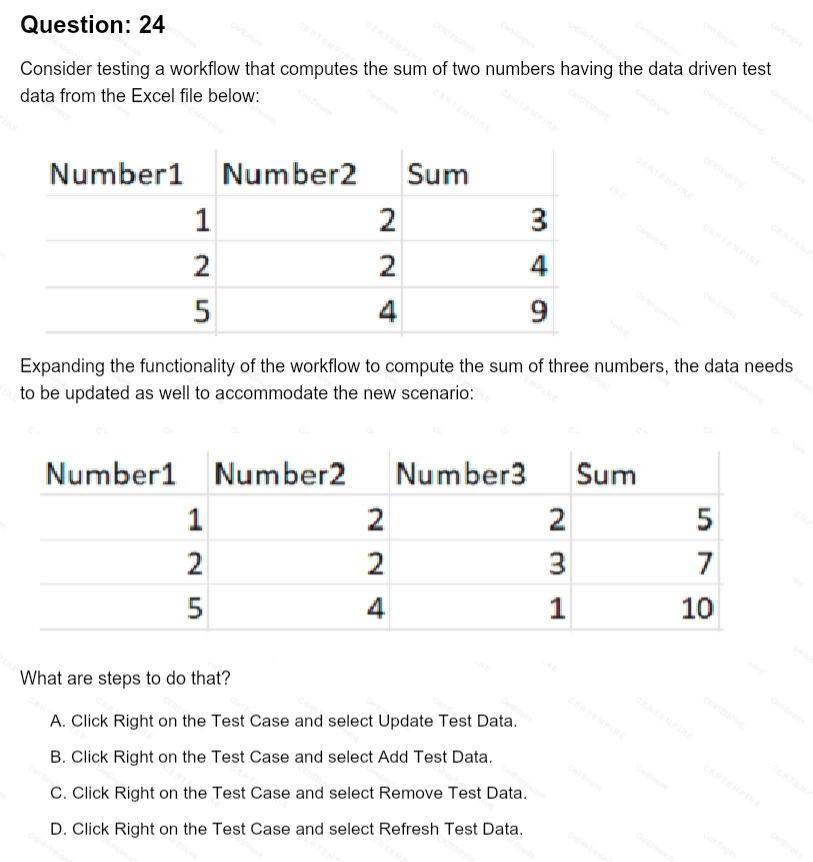 Question: 24
Consider testing a workflow that computes the sum of two numbers having the data driven test
data from the Excel file below:
Number1 Number2 Sum
1 2 3
2 2 4
5 4 9
Expanding the functionality of the workflow to compute the sum of three numbers, the data needs
to be updated as well to accommodate the new scenario:
Number1 Number2 Number3 Sum
1 2 2 5
2 2 3 7
5 4 1 10
What are steps to do that?
A. Click Right on the Test Case and select Update Test Data.
B. Click Right on the Test Case and select Add Test Data.
C. Click Right on the Test Case and select Remove Test Data.
D. Click Right on the Test Case and select Refresh Test Data.